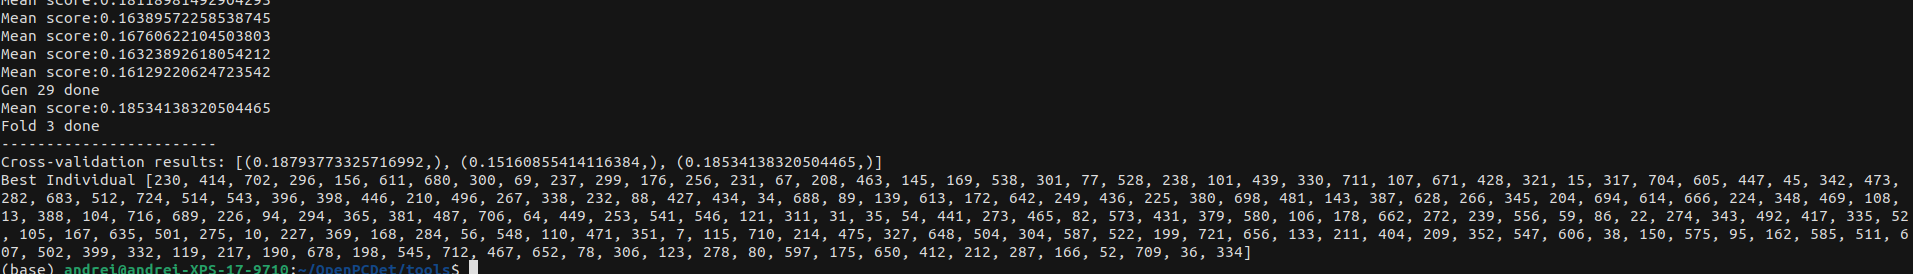 Mean score:0.18118981492904293
Mean score:0.16389572258538745
Mean score:0.16760622104503803
Mean score:0.16323892618054212
Mean score:0.16129220624723542
Gen 29 done
Mean score:0.18534138320504465
Fold 3 done
------------------------
Cross-validation results: [(0.18793773325716992,), (0.15160855414116384,), (0.18534138320504465,)]
Best Individual [230, 414, 702, 296, 156, 611, 680, 300, 69, 237, 299, 176, 256, 231, 67, 208, 463, 145, 169, 538, 301, 77, 528, 238, 101, 439, 330, 711, 107, 671, 428, 321, 15, 317, 704, 605, 447, 45, 342, 473,
282, 683, 512, 724, 514, 543, 396, 398, 446, 210, 496, 267, 338, 232, 88, 427, 434, 34, 688, 89, 139, 613, 172, 642, 249, 436, 225, 380, 698, 481, 143, 387, 628, 266, 345, 204, 694, 614, 666, 224, 348, 469, 108,
13, 388, 104, 716, 689, 226, 94, 294, 365, 381, 487, 706, 64, 449, 253, 541, 546, 121, 311, 31, 35, 54, 441, 273, 465, 82, 573, 431, 379, 580, 106, 178, 662, 272, 239, 556, 59, 86, 22, 274, 343, 492, 417, 335, 52
, 105, 167, 635, 501, 275, 10, 227, 369, 168, 284, 56, 548, 110, 471, 351, 7, 115, 710, 214, 475, 327, 648, 504, 304, 587, 522, 199, 721, 656, 133, 211, 404, 209, 352, 547, 606, 38, 150, 575, 95, 162, 585, 511, 6
07, 502, 399, 332, 119, 217, 190, 678, 198, 545, 712, 467, 652, 78, 306, 123, 278, 80, 597, 175, 650, 412, 212, 287, 166, 52, 709, 36, 334]
(base) andrei@andrei-XPS-17-9710:~/OpenPCDet/tools$